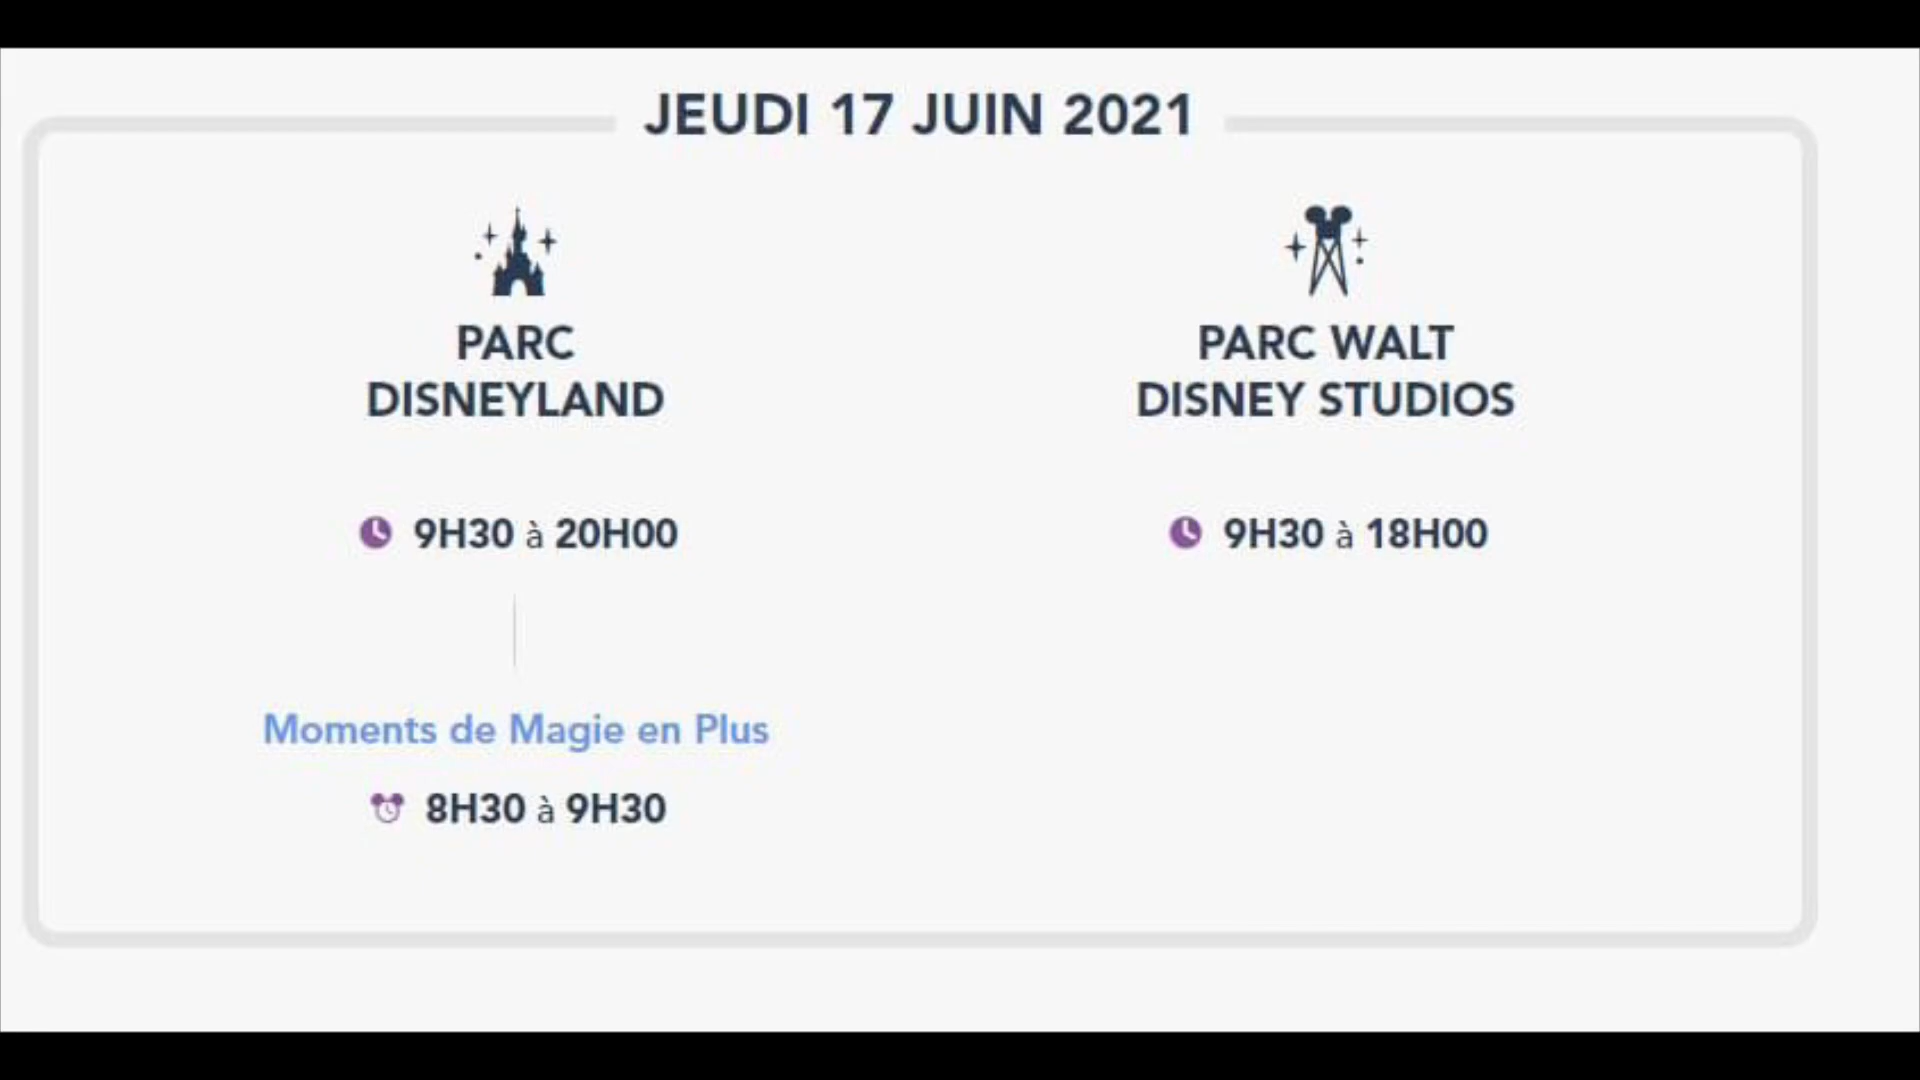 JEUDI 17 JUIN 2021
PARC
DISNEYLAND
9H30 à 20H00
Moments de Magie en Plus
8H30 à 9H30
PARC WALT
DISNEY STUDIOS
9H30 à 18H00